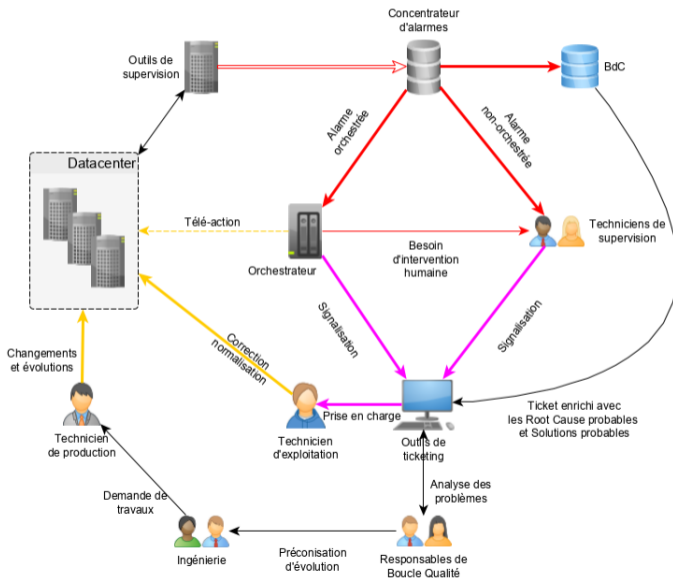 Concentrateur
d'alarmes
Outils de
supervision
BdC
Alarme
orchestrée
Alarme
non-orchestrée
Datacenter
Télé-action
Techniciens de
supervision
Besoin
d'intervention
humaine
Orchestrateur
Signalisation
Signalisation
Correction
normalisation
Changements
et évolutions
Prise en charge
Ticket enrichi avec
les Root Cause probables
et Solutions probables
Technicien
de production
Technicien
d'exploitation
Outils de
ticketing
Analyse des
problèmes
Demande de
travaux
Ingénierie
Préconisation
d'évolution
Responsables de
Boucle Qualité